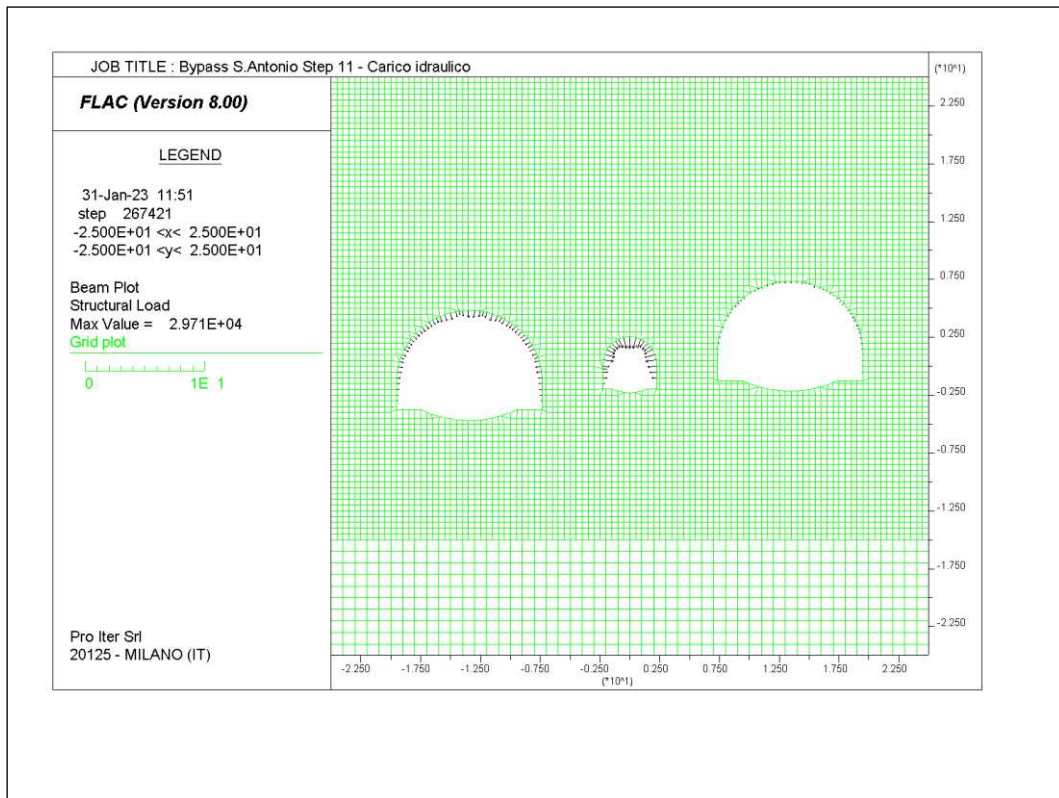 JOB TITLE : Bypass S.Antonio Step 11 - Carico idraulico
(*10^1)
FLAC (Version 8.00)
LEGEND
31-Jan-23 11:51
step 267421
-2.500E+01 <x< 2.500E+01
-2.500E+01 <y< 2.500E+01
Beam Plot
Structural Load
Max Value = 2.971E+04
Grid plot
0 1E 1
Pro Iter Srl
20125 - MILANO (IT)
2.250
1.750
1.250
0.750
0.250
-0.250
-0.750
-1.250
-1.750
-2.250
-2.250 -1.750 -1.250 -0.750 -0.250 0.250 0.750 1.250 1.750 2.250
(*10^1)